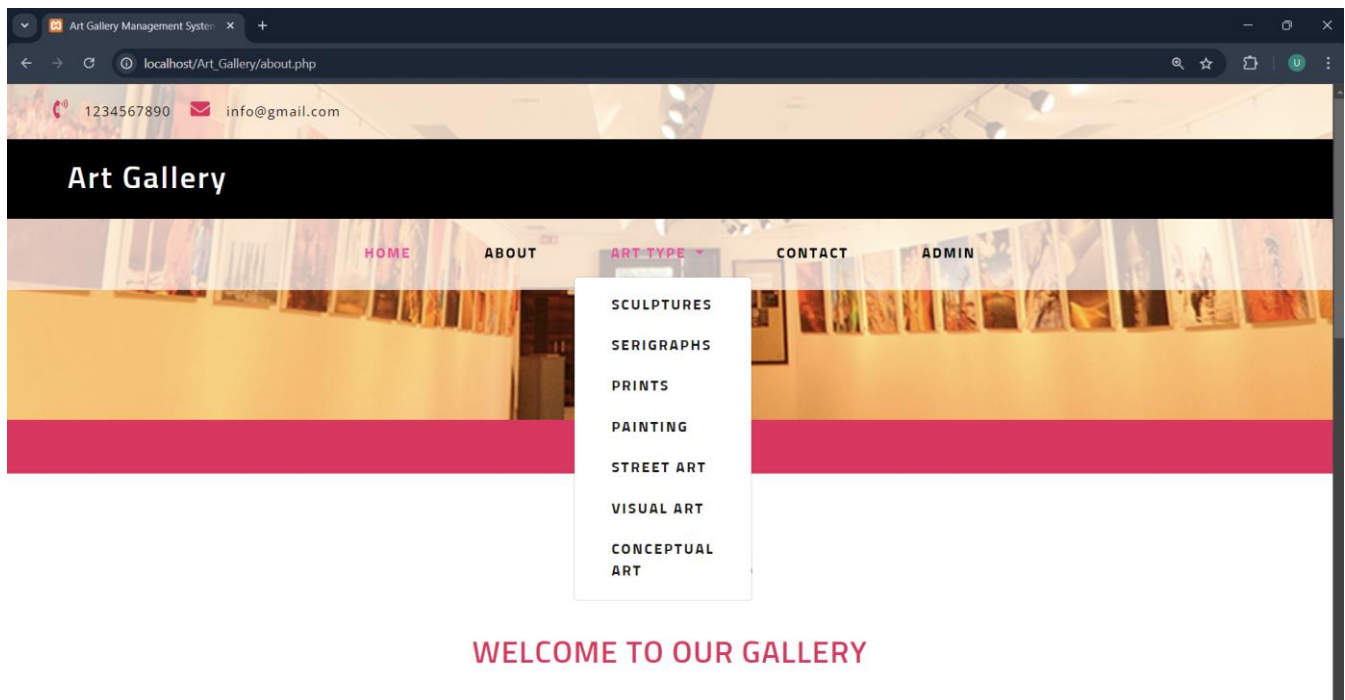 Art Gallery Management System
localhost/Art_Gallery/about.php
U
1234567890 info@gmail.com
Art Gallery
HOME ABOUT ART TYPE CONTACT ADMIN
SCULPTURES
SERIGRAPHS
PRINTS
PAINTING
STREET ART
VISUAL ART
CONCEPTUAL
ART
WELCOME TO OUR GALLERY